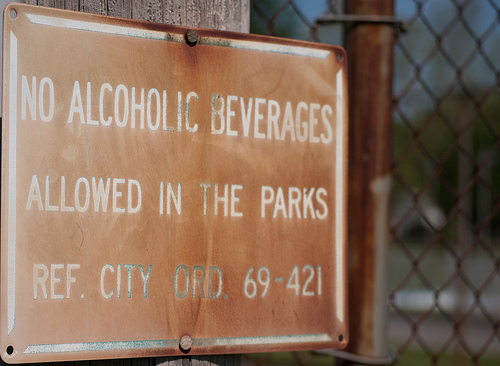 NO ALCOHOLIC BEVERAGES
ALLOWED IN THE PARKS
REF. CITY ORD. 69-421